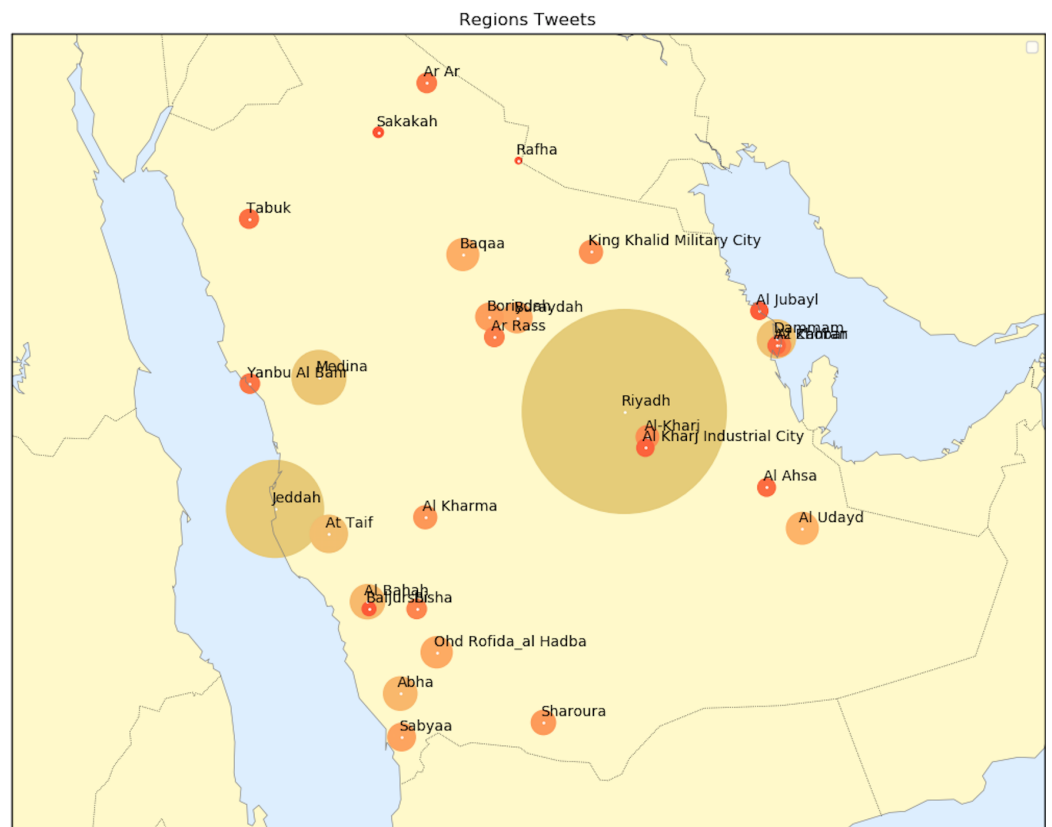 Regions Tweets
Ar Ar
Sakakah
Rafha
Tabuk
King Khalid Military City
Baqaa
Al Jubayl
Buraydah
Ar Rass
Dammam
Medina
Yanbu Al Bahr
Riyadh
Al-Kharj
Al Kharj Industrial City
Al Ahsa
Jeddah
Al Kharma
Al Udayd
At Taif
Al Bahah
Baljurshi
Bisha
Ohd Rofida_al Hadba
Abha
Sharoura
Sabyaa